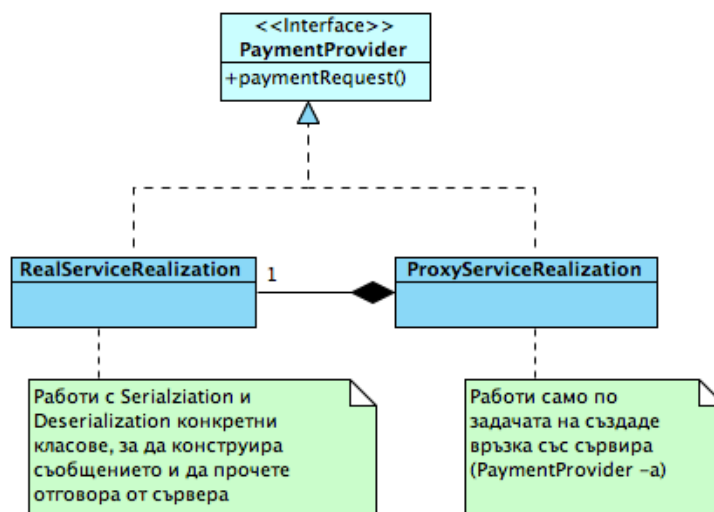 <<Interface>>
PaymentProvider
+paymentRequest()
RealServiceRealization
1
ProxyServiceRealization
Работи с Serialziation и
Deserialization конкретни
класове, за да конструира
съобщението и да прочете
отговора от сървера
Работи само по
задачата на създаде
връзка със сървира
(PaymentProvider -а)